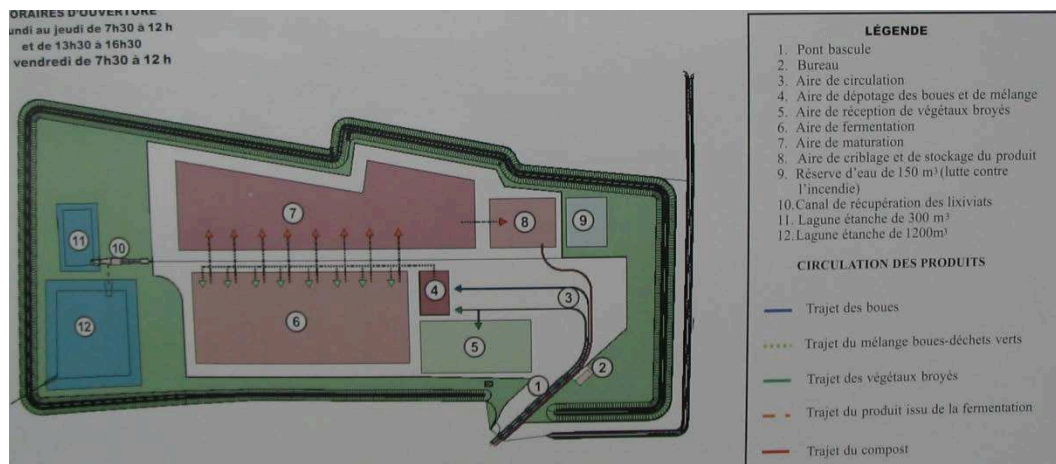 ORAIRES D'OUVERTURE
undi au jeudi de 7h30 à 12 h
et de 13h30 à 16h30
vendredi de 7h30 à 12 h
LÉGENDE
1. Pont bascule
2. Bureau
3. Aire de circulation
4. Aire de dépotage des boues et de mélange
5. Aire de réception de végétaux broyés
6. Aire de fermentation
7. Aire de maturation
8. Aire de criblage et de stockage du produit
9. Réserve d'eau de 150 m³ (lutte contre
l'incendie)
10.Canal de récupération des lixiviats
11. Lagune étanche de 300 m³
12.Lagune étanche de 1200m³
CIRCULATION DES PRODUITS
Trajet des boues
Trajet du mélange boues-déchets verts
Trajet des végétaux broyés
Trajet du produit issu de la fermentation
Trajet du compost
7
8
9
11
10
4
3
12
6
5
2
1